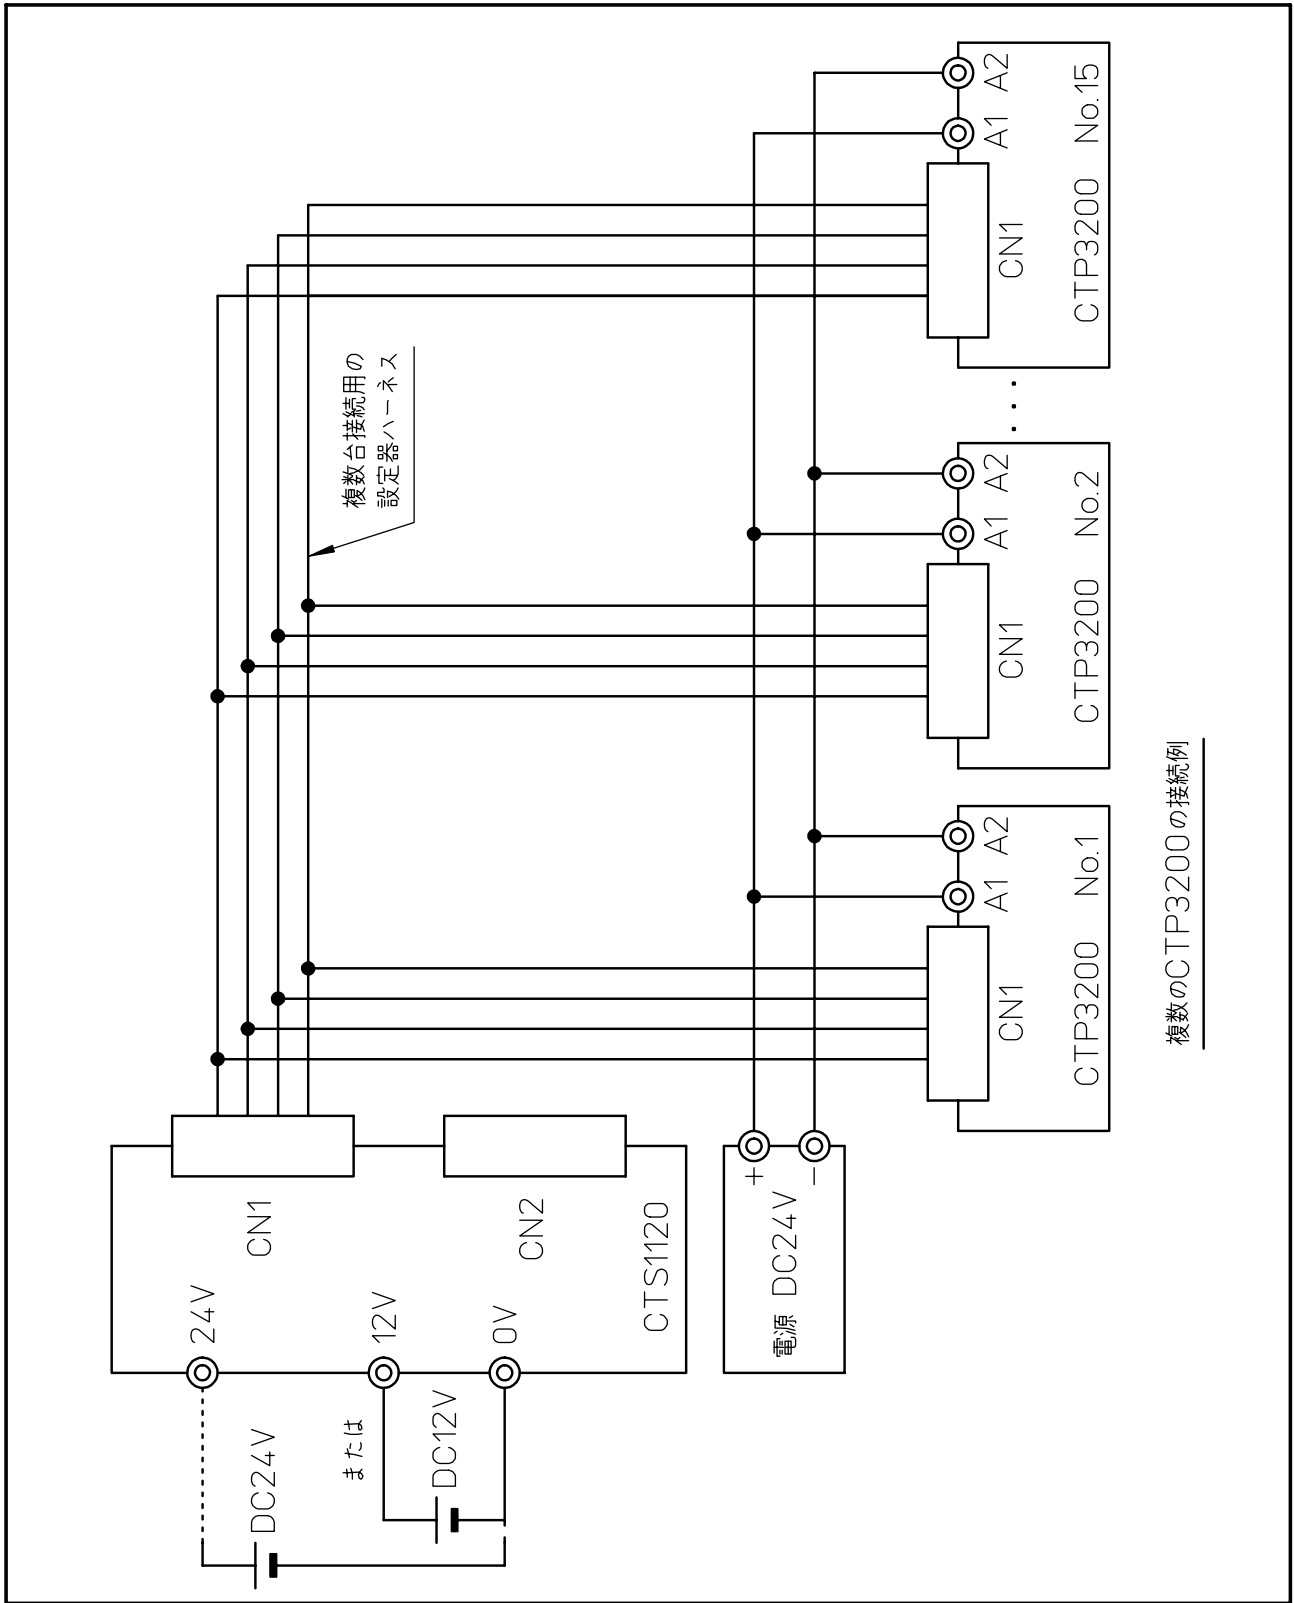 DC24V
または
DC12V
24V
12V
0V
CN1
CN2
CTS1120
電源 DC24V
+
−
複数台接続用の
設定器ハーネス
CN1
A1
A2
CTP3200 No.1
CN1
A1
A2
CTP3200 No.2
・・・
CN1
A1
A2
CTP3200 No.15
複数のCTP3200の接続例